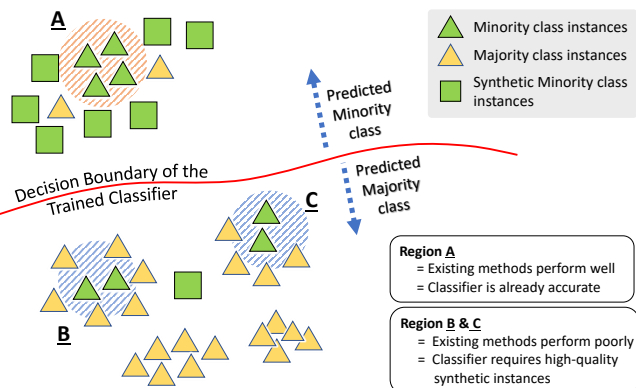 A
Minority class instances
Majority class instances
Synthetic Minority class
instances
Predicted
Minority
class
Decision Boundary of the
Trained Classifier
Predicted
Majority
class
C
B
Region A
= Existing methods perform well
= Classifier is already accurate
Region B & C
= Existing methods perform poorly
= Classifier requires high-quality
synthetic instances